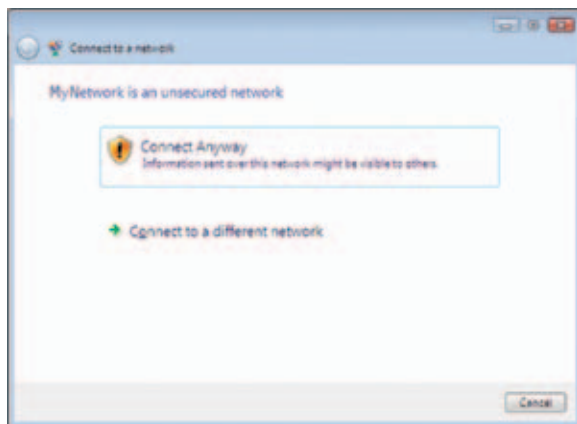 Connect to a network
MyNetwork is an unsecured network
Connect Anyway
Information sent over this network might be visible to others.
Connect to a different network
Cancel